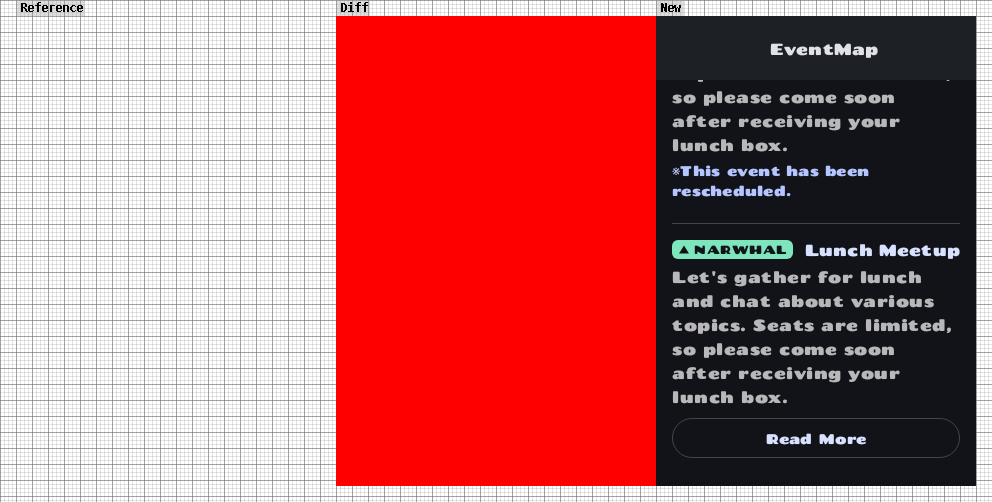 Reference
Diff
New
EventMap
so please come soon
after receiving your
lunch box.
※This event has been
rescheduled.
▲ NARWHAL Lunch Meetup
Let's gather for lunch
and chat about various
topics. Seats are limited,
so please come soon
after receiving your
lunch box.
Read More